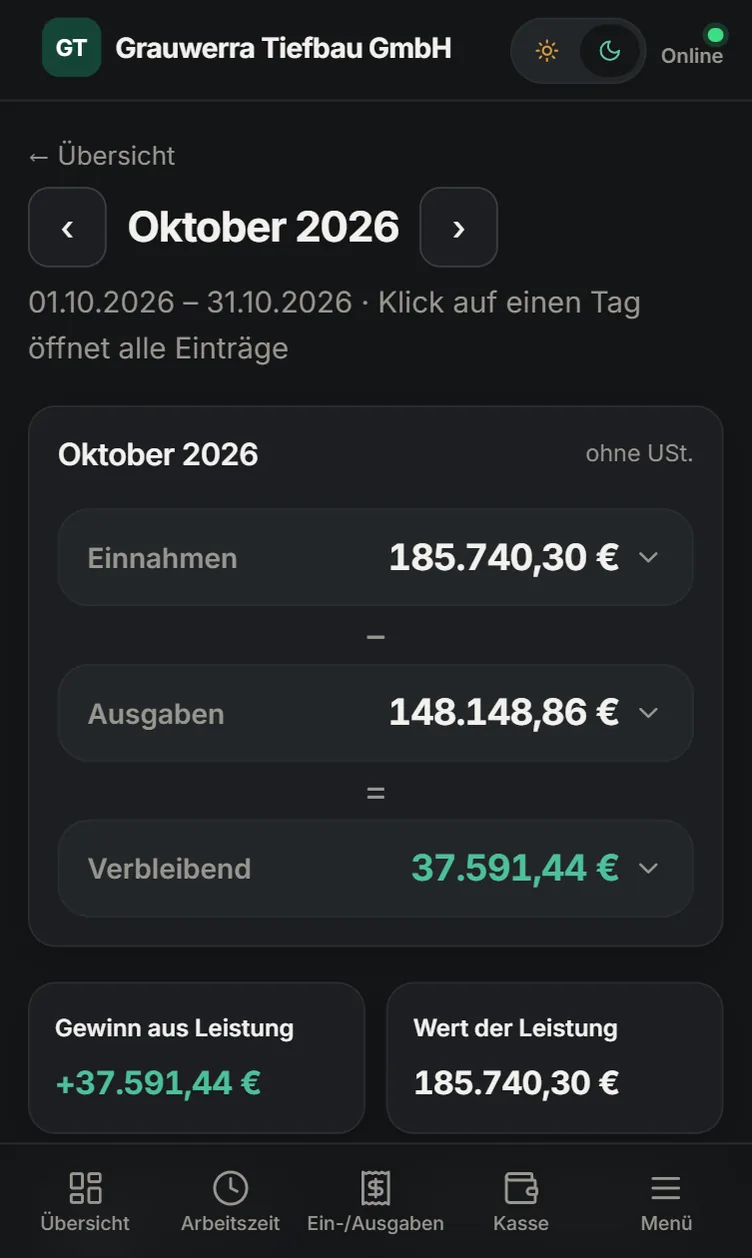 GT Grauwerra Tiefbau GmbH
Online
← Übersicht
‹ Oktober 2026 ›
01.10.2026 – 31.10.2026 · Klick auf einen Tag
öffnet alle Einträge
Oktober 2026 ohne USt.
Einnahmen 185.740,30 €
–
Ausgaben 148.148,86 €
=
Verbleibend 37.591,44 €
Gewinn aus Leistung
+37.591,44 €
Wert der Leistung
185.740,30 €
Übersicht Arbeitszeit Ein-/Ausgaben Kasse Menü